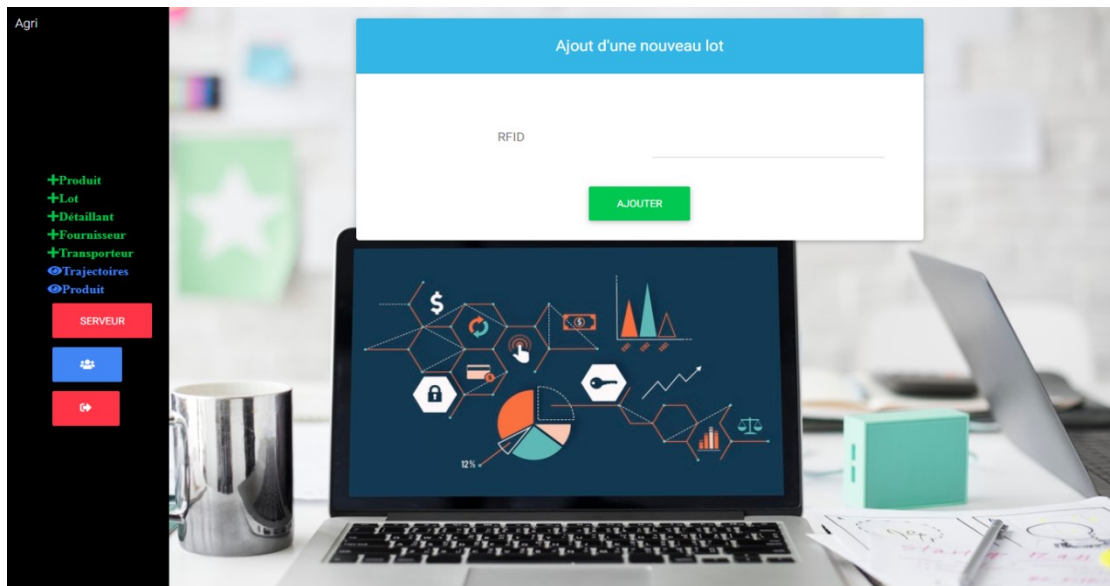 Agri
Ajout d'une nouveau lot
RFID
AJOUTER
+Produit
+Lot
+Détaillant
+Fournisseur
+Transporteur
Trajectoires
Produit
SERVEUR
$
12%